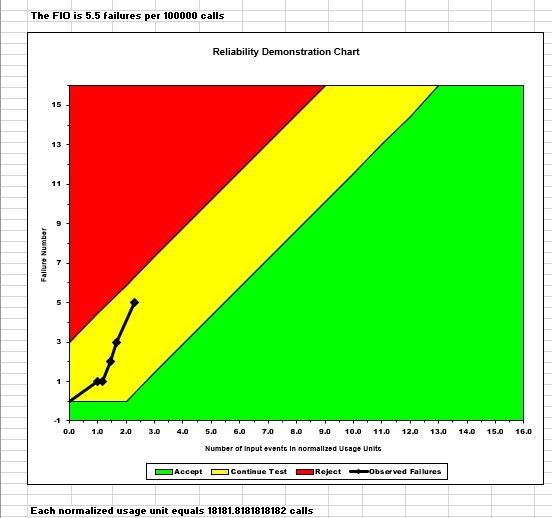 The FIO is 5.5 failures per 100000 calls
Reliability Demonstration Chart
15
13
11
9
7
5
3
1
-1
Failure Number
0.0 1.0 2.0 3.0 4.0 5.0 6.0 7.0 8.0 9.0 10.0 11.0 12.0 13.0 14.0 15.0 16.0
Number of Input events in normalized Usage Units
Accept Continue Test Reject Observed Failures
Each normalized usage unit equals 18181.8181818182 calls